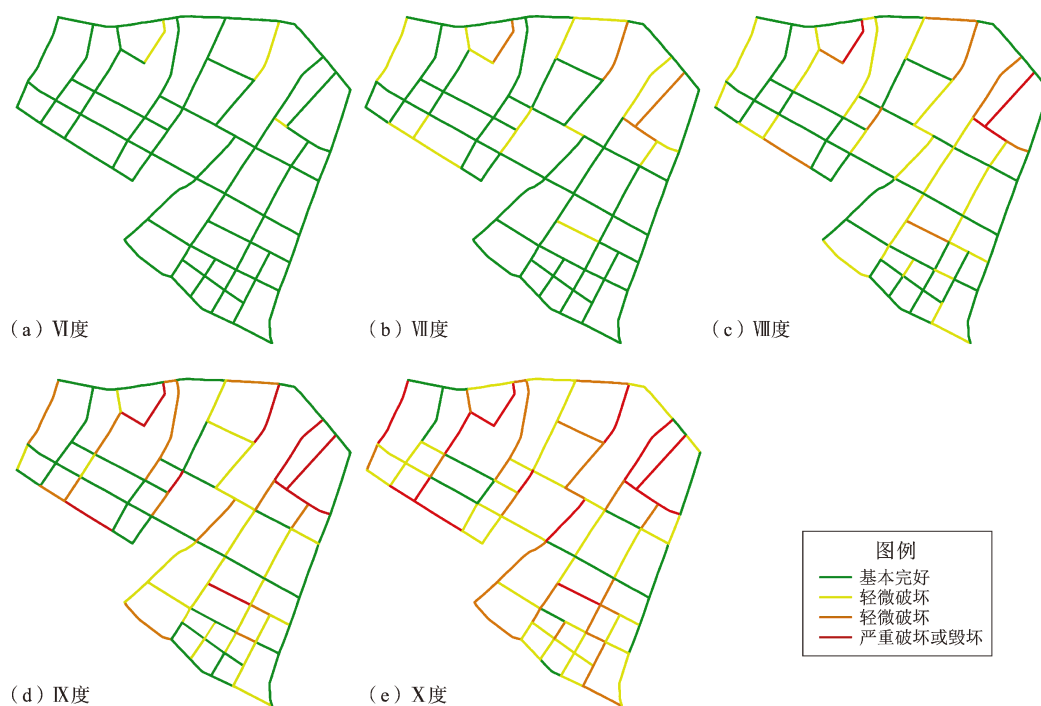 （a）Ⅵ度
（b）Ⅶ度
（c）Ⅷ度
（d）Ⅸ度
（e）Ⅹ度
图例
基本完好
轻微破坏
轻微破坏
严重破坏或毁坏